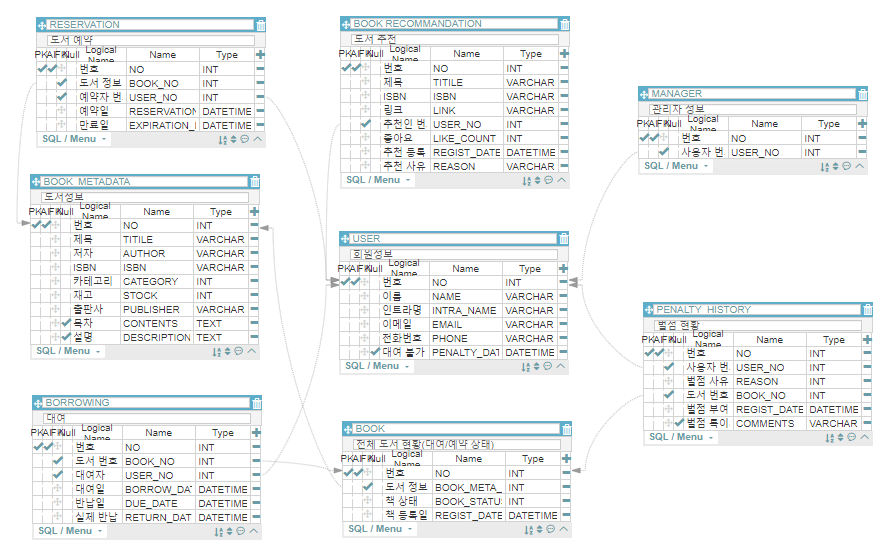 RESERVATION
도서 예약
PK AI FK Null Logical Name Name Type
번호 NO INT
도서 정보 BOOK_NO INT
예약자 번 USER_NO INT
예약일 RESERVATION DATETIME
만료일 EXPIRATION_ DATETIME
SQL / Menu
BOOK RECOMMANDATION
도서 추천
PK AI FK Null Logical Name Name Type
번호 NO INT
제목 TITILE VARCHAR
ISBN ISBN VARCHAR
링크 LINK VARCHAR
추천인 번 USER_NO INT
좋아요 LIKE_COUNT INT
추천 등록 REGIST_DATE DATETIME
추천 사유 REASON VARCHAR
SQL / Menu
MANAGER
관리자 정보
PK AI FK Null Logical Name Name Type
번호 NO INT
사용자 번 USER_NO INT
SQL / Menu
BOOK_METADATA
도서정보
PK AI FK Null Logical Name Name Type
번호 NO INT
제목 TITILE VARCHAR
저자 AUTHOR VARCHAR
ISBN ISBN VARCHAR
카테고리 CATEGORY INT
재고 STOCK INT
출판사 PUBLISHER VARCHAR
목차 CONTENTS TEXT
설명 DESCRIPTION TEXT
SQL / Menu
USER
회원정보
PK AI FK Null Logical Name Name Type
번호 NO INT
이름 NAME VARCHAR
인트라명 INTRA_NAME VARCHAR
이메일 EMAIL VARCHAR
전화번호 PHONE VARCHAR
대여 불가 PENALTY_DAT DATETIME
SQL / Menu
PENALTY_HISTORY
벌점 현황
PK AI FK Null Logical Name Name Type
번호 NO INT
사용자 번 USER_NO INT
벌점 사유 REASON INT
도서 번호 BOOK_NO INT
벌점 부여 REGIST_DATE DATETIME
벌점 특이 COMMENTS VARCHAR
SQL / Menu
BORROWING
대여
PK AI FK Null Logical Name Name Type
번호 NO INT
도서 번호 BOOK_NO INT
대여자 USER_NO INT
대여일 BORROW_DAT DATETIME
반납일 DUE_DATE DATETIME
실제 반납 RETURN_DAT DATETIME
SQL / Menu
BOOK
전체 도서 현황(대여/예약 상태)
PK AI FK Null Logical Name Name Type
번호 NO INT
도서 정보 BOOK_META_ INT
책 상태 BOOK_STATU INT
책 등록일 REGIST_DATE DATETIME
SQL / Menu